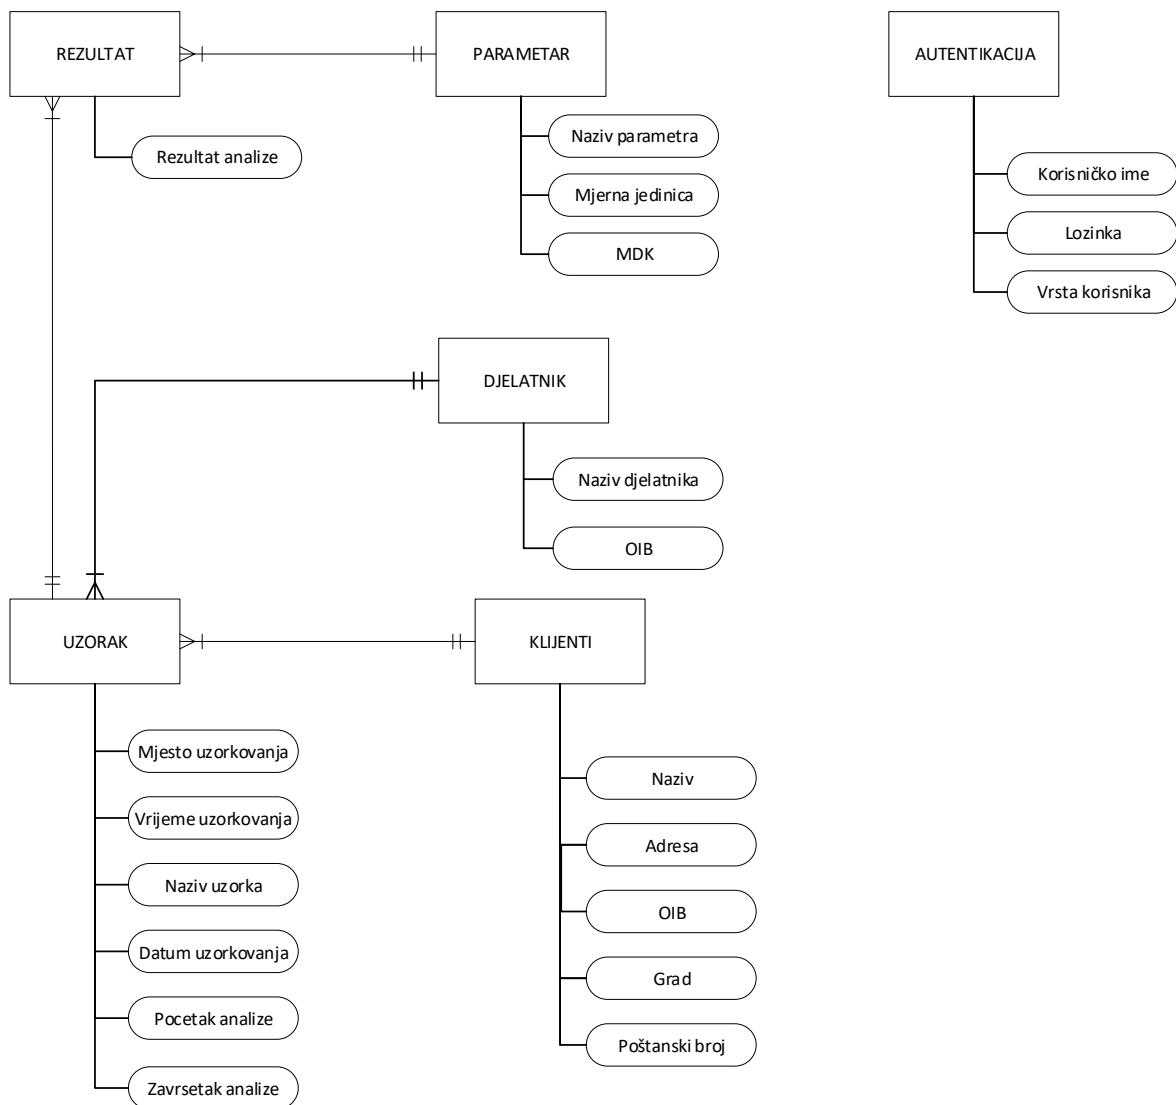 REZULTAT
PARAMETAR
AUTENTIKACIJA
Rezultat analize
Naziv parametra
Mjerna jedinica
MDK
Korisničko ime
Lozinka
Vrsta korisnika
DJELATNIK
Naziv djelatnika
OIB
UZORAK
KLIJENTI
Mjesto uzorkovanja
Vrijeme uzorkovanja
Naziv uzorka
Datum uzorkovanja
Pocetak analize
Zavrsetak analize
Naziv
Adresa
OIB
Grad
Poštanski broj